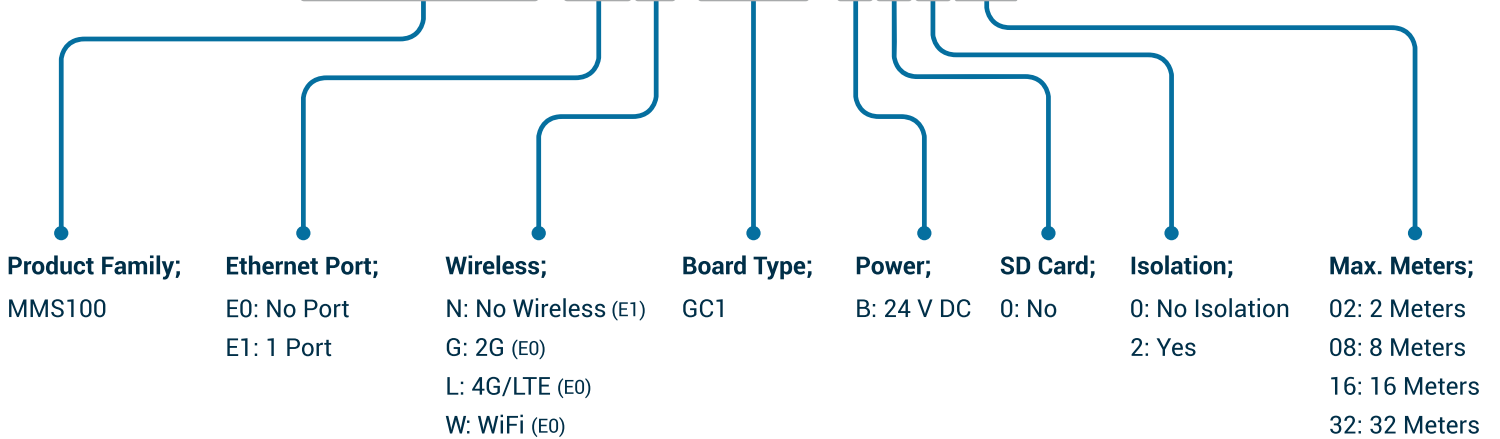 Product Family;
MMS100
Ethernet Port;
E0: No Port
E1: 1 Port
Wireless;
N: No Wireless (E1)
G: 2G (E0)
L: 4G/LTE (E0)
W: WiFi (E0)
Board Type;
GC1
Power;
B: 24 V DC
SD Card;
0: No
Isolation;
0: No Isolation
2: Yes
Max. Meters;
02: 2 Meters
08: 8 Meters
16: 16 Meters
32: 32 Meters